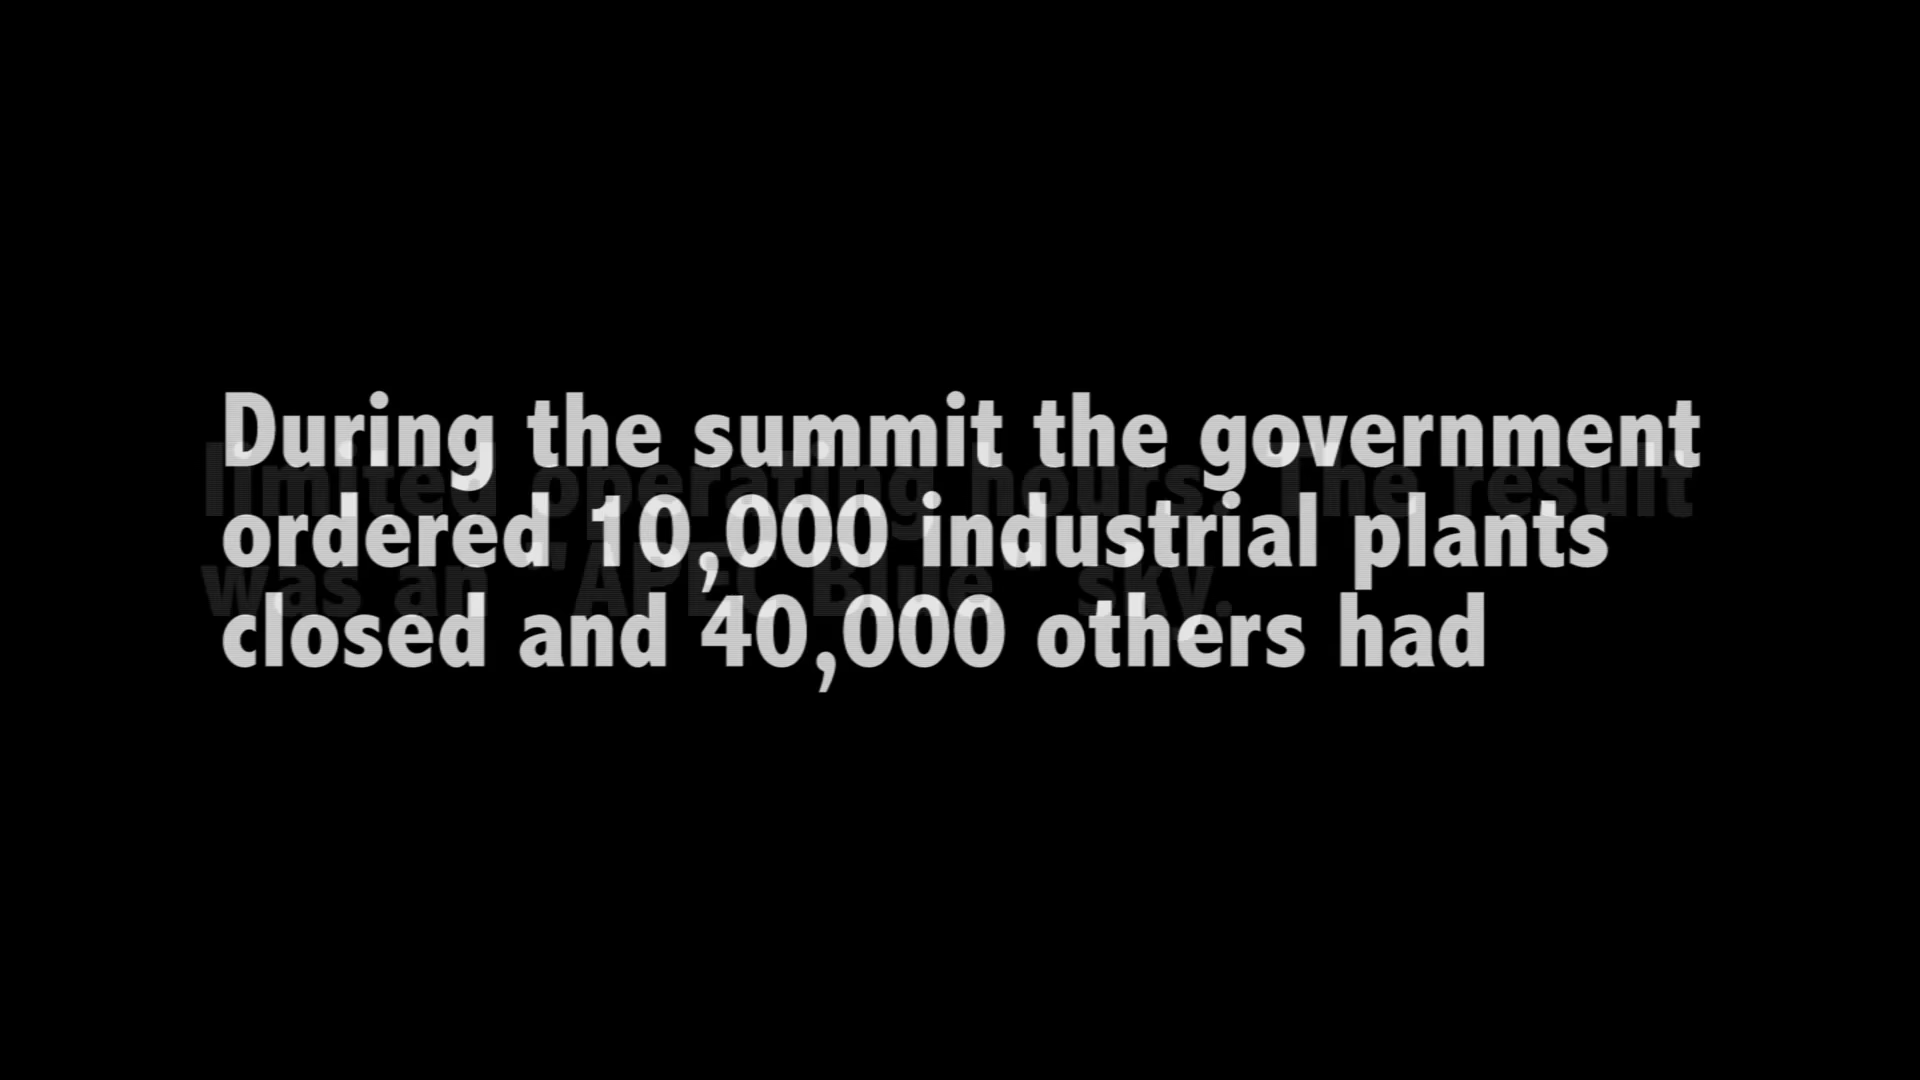 During the summit the government
ordered 10,000 industrial plants
closed and 40,000 others had
limited operating hours. The result
was an "APEC Blue" sky.